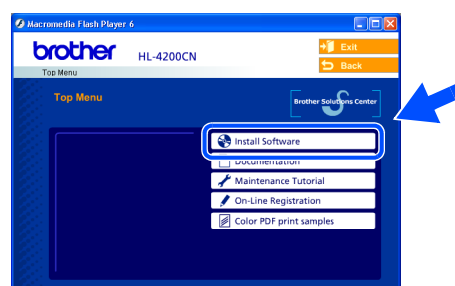 Macromedia Flash Player 6
brother
HL-4200CN
Exit
Back
Top Menu
Top Menu
Brother Solutions Center
Install Software
Documentation
Maintenance Tutorial
On-Line Registration
Color PDF print samples